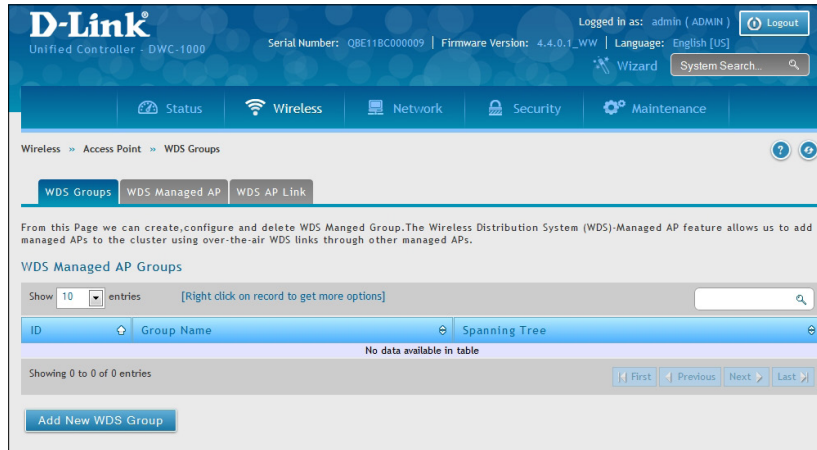 D-Link®
Unified Controller - DWC-1000
Logged in as: admin ( ADMIN ) Logout
Serial Number: QBE11BC000009 | Firmware Version: 4.4.0.1_WW | Language: English [US]
Wizard System Search...
Status Wireless Network Security Maintenance
Wireless » Access Point » WDS Groups
WDS Groups WDS Managed AP WDS AP Link
From this Page we can create,configure and delete WDS Manged Group.The Wireless Distribution System (WDS)-Managed AP feature allows us to add
managed APs to the cluster using over-the-air WDS links through other managed APs.
WDS Managed AP Groups
Show 10 entries [Right click on record to get more options]
ID Group Name Spanning Tree
No data available in table
Showing 0 to 0 of 0 entries
First Previous Next Last
Add New WDS Group